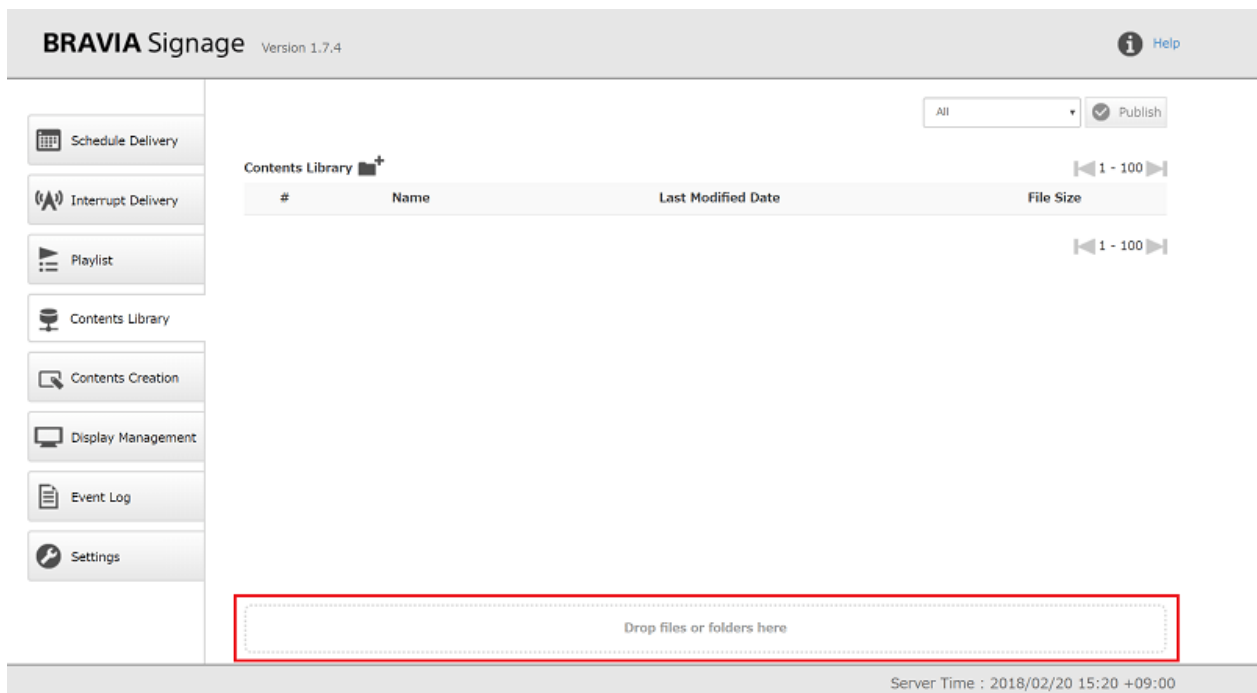 BRAVIA Signage Version 1.7.4
Help
All
Publish
Schedule Delivery
Interrupt Delivery
Playlist
Contents Library
Contents Creation
Display Management
Event Log
Settings
Contents Library
1 - 100
# Name Last Modified Date File Size
1 - 100
Drop files or folders here
Server Time : 2018/02/20 15:20 +09:00